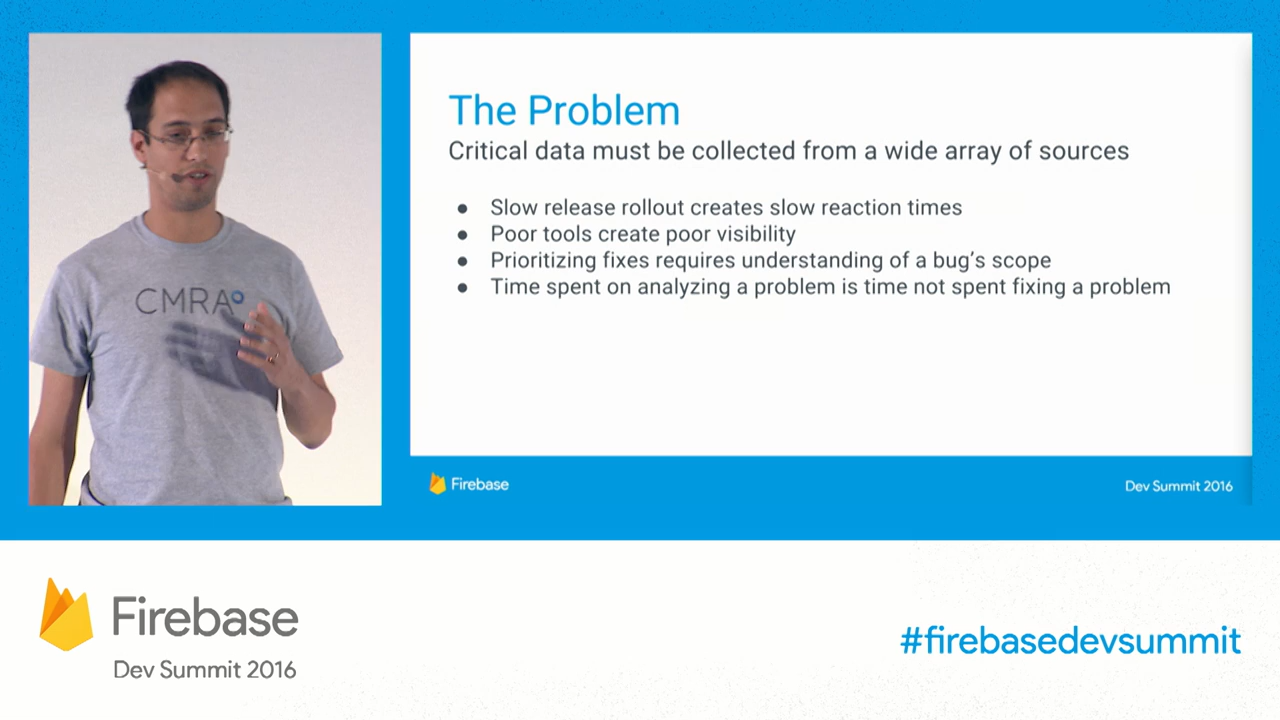 CMRA
The Problem
Critical data must be collected from a wide array of sources
● Slow release rollout creates slow reaction times
● Poor tools create poor visibility
● Prioritizing fixes requires understanding of a bug's scope
● Time spent on analyzing a problem is time not spent fixing a problem
Firebase
Dev Summit 2016
Firebase
Dev Summit 2016
#firebasedevsummit